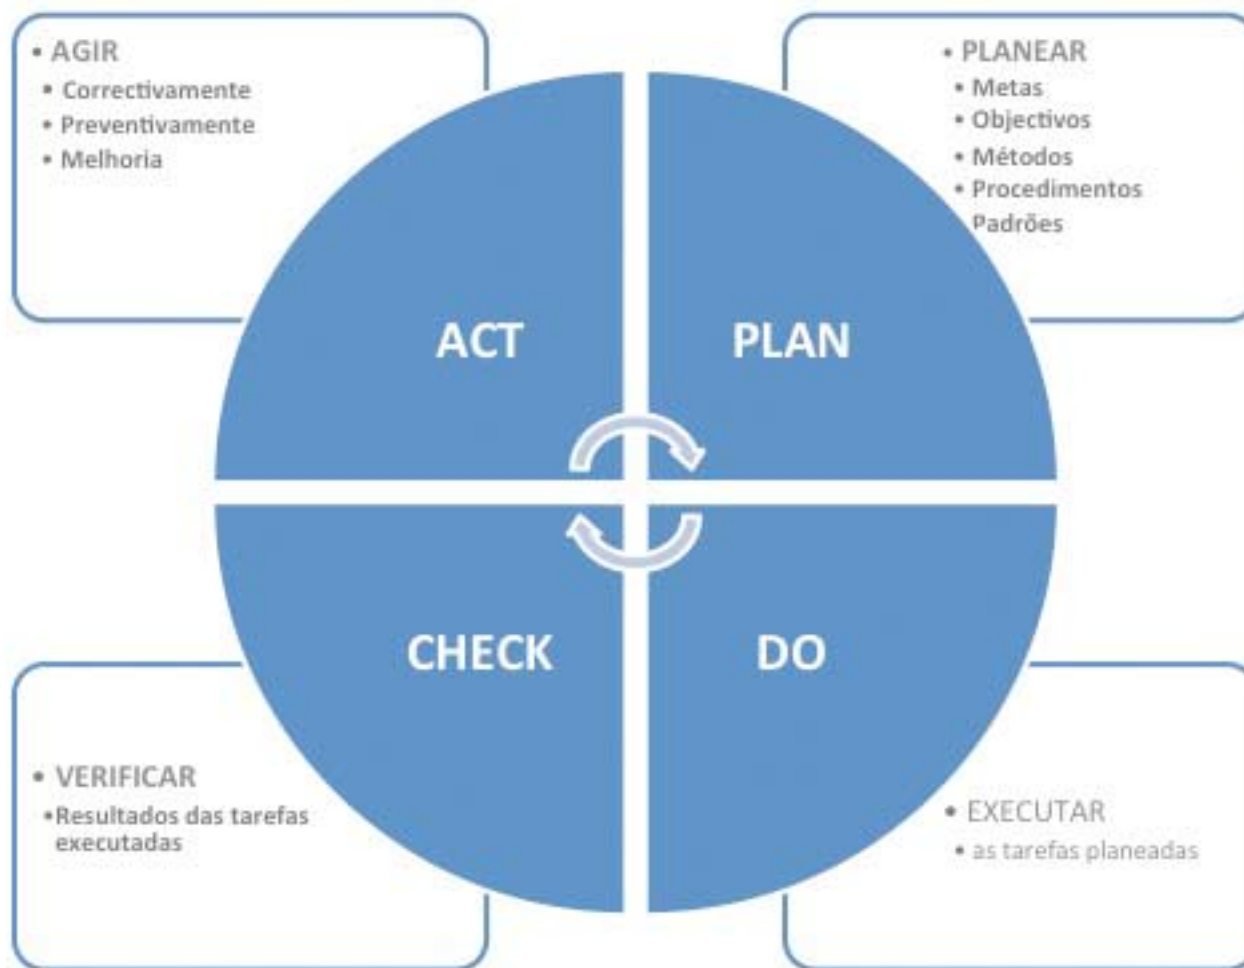 • AGIR
• Correctivamente
• Preventivamente
• Melhoria
• PLANEAR
• Metas
• Objectivos
• Métodos
• Procedimentos
Padrões
ACT
PLAN
CHECK
DO
• VERIFICAR
•Resultados das tarefas
executadas
• EXECUTAR
• as tarefas planeadas